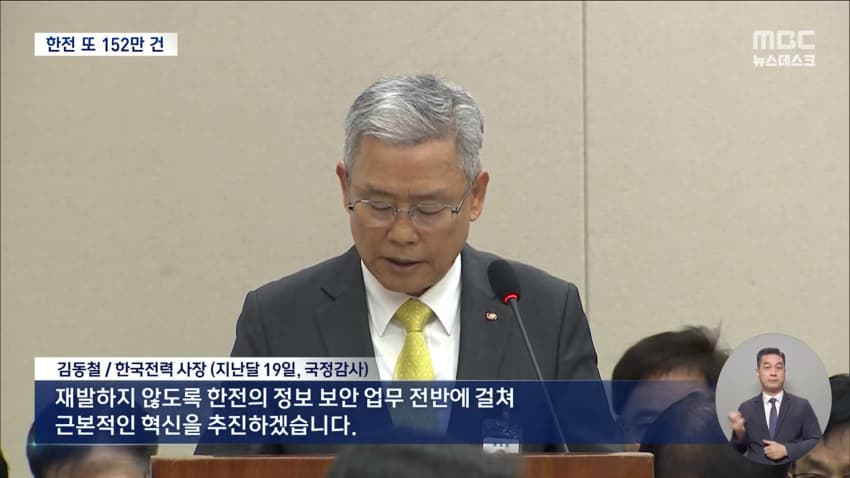 한전 또 152만 건
MBC
뉴스데스크
김동철 / 한국전력 사장 (지난달 19일, 국정감사)
재발하지 않도록 한전의 정보 보안 업무 전반에 걸쳐
근본적인 혁신을 추진하겠습니다.